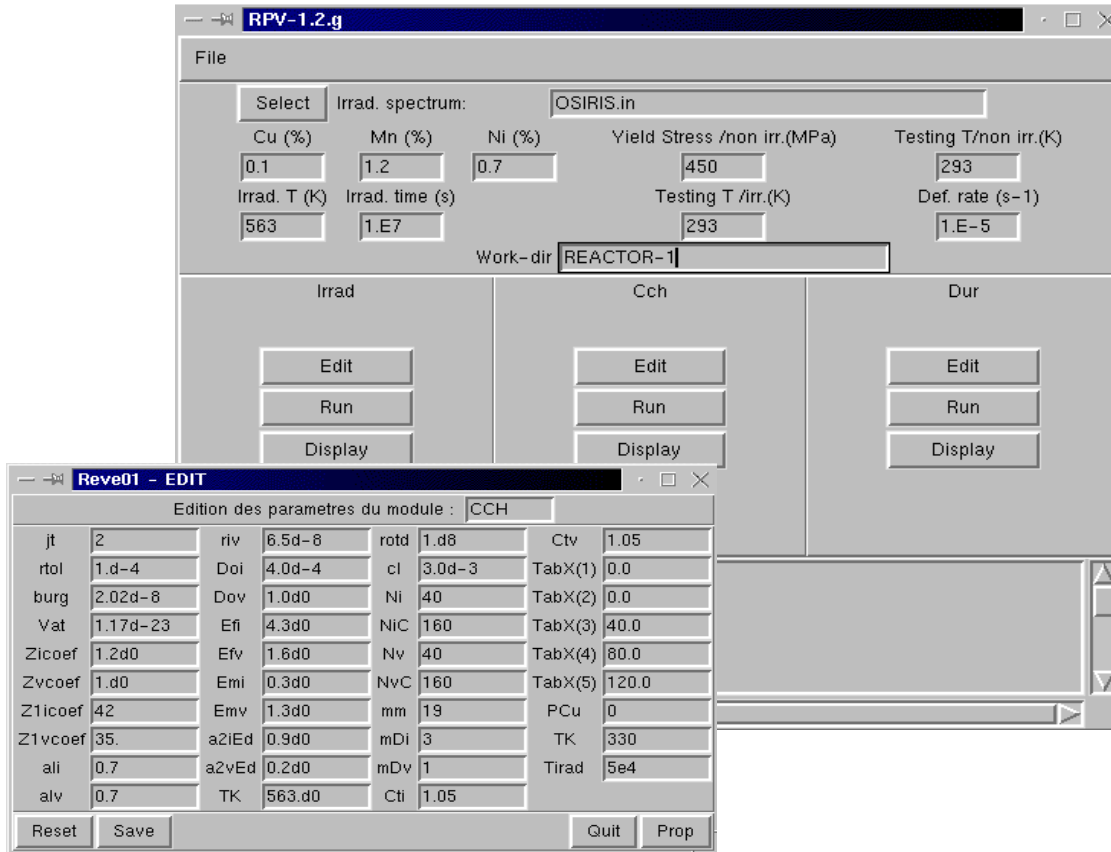 RPV-1.2.g
File
Select Irrad. spectrum: OSIRIS.in
Cu (%) Mn (%) Ni (%) Yield Stress /non irr.(MPa) Testing T/non irr.(K)
0.1 1.2 0.7 450 293
Irrad. T (K) Irrad. time (s) Testing T /irr.(K) Def. rate (s-1)
563 1.E7 293 1.E-5
Work-dir REACTOR-1
Irrad Cch Dur
Edit Edit Edit
Run Run Run
Display Display Display
Reve01 - EDIT
Edition des parametres du module : CCH
jt 2 riv 6.5d-8 rotd 1.d8 Ctv 1.05
rtol 1.d-4 Doi 4.0d-4 cl 3.0d-3 TabX(1) 0.0
burg 2.02d-8 Dov 1.0d0 Ni 40 TabX(2) 0.0
Vat 1.17d-23 Efi 4.3d0 NiC 160 TabX(3) 40.0
Zicoef 1.2d0 Efv 1.6d0 Nv 40 TabX(4) 80.0
Zvcoef 1.d0 Emi 0.3d0 NvC 160 TabX(5) 120.0
Z1icoef 42 Emv 1.3d0 mm 19 PCu 0
Z1vcoef 35. a2iEd 0.9d0 mDi 3 TK 330
ali 0.7 a2vEd 0.2d0 mDv 1 Tirad 5e4
alv 0.7 TK 563.d0 Cti 1.05
Reset Save Quit Prop